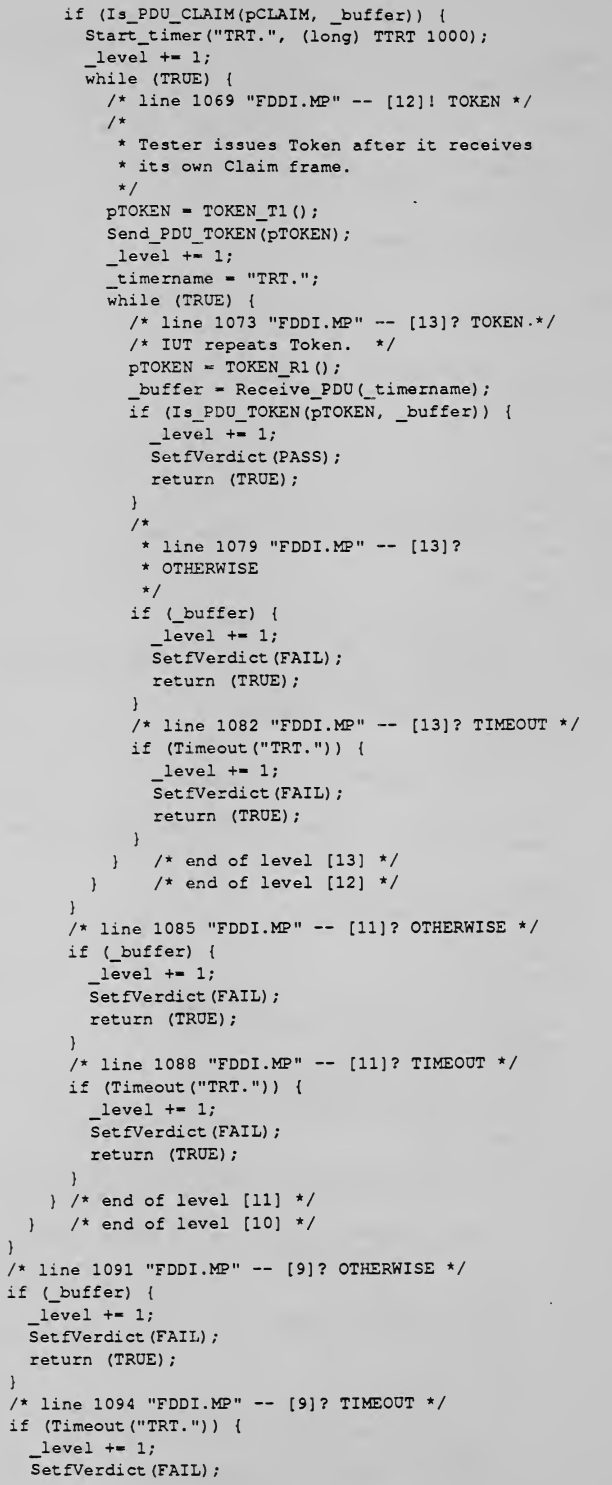 if (Is_PDU_CLAIM(pCLAIM, _buffer)) {
Start_timer("TRT.", (long) TTRT 1000);
_level += 1;
while (TRUE) {
/* line 1069 "FDDI.MP" -- [12]! TOKEN */
/*
* Tester issues Token after it receives
* its own Claim frame.
*/
pTOKEN = TOKEN_T1();
Send_PDU_TOKEN(pTOKEN);
_level += 1;
_timername = "TRT.";
while (TRUE) {
/* line 1073 "FDDI.MP" -- [13]? TOKEN.*/
/* IUT repeats Token. */
pTOKEN = TOKEN_R1();
_buffer = Receive_PDU(_timername);
if (Is_PDU_TOKEN(pTOKEN, _buffer)) {
_level += 1;
SetfVerdict(PASS);
return (TRUE);
}
/*
* line 1079 "FDDI.MP" -- [13]?
* OTHERWISE
*/
if (_buffer) {
_level += 1;
SetfVerdict(FAIL);
return (TRUE);
}
/* line 1082 "FDDI.MP" -- [13]? TIMEOUT */
if (Timeout("TRT.")) {
_level += 1;
SetfVerdict(FAIL);
return (TRUE);
}
} /* end of level [13] */
} /* end of level [12] */
}
/* line 1085 "FDDI.MP" -- [11]? OTHERWISE */
if (_buffer) {
_level += 1;
SetfVerdict(FAIL);
return (TRUE);
}
/* line 1088 "FDDI.MP" -- [11]? TIMEOUT */
if (Timeout("TRT.")) {
_level += 1;
SetfVerdict(FAIL);
return (TRUE);
}
} /* end of level [11] */
} /* end of level [10] */
}
/* line 1091 "FDDI.MP" -- [9]? OTHERWISE */
if (_buffer) {
_level += 1;
SetfVerdict(FAIL);
return (TRUE);
}
/* line 1094 "FDDI.MP" -- [9]? TIMEOUT */
if (Timeout("TRT.")) {
_level += 1;
SetfVerdict(FAIL);